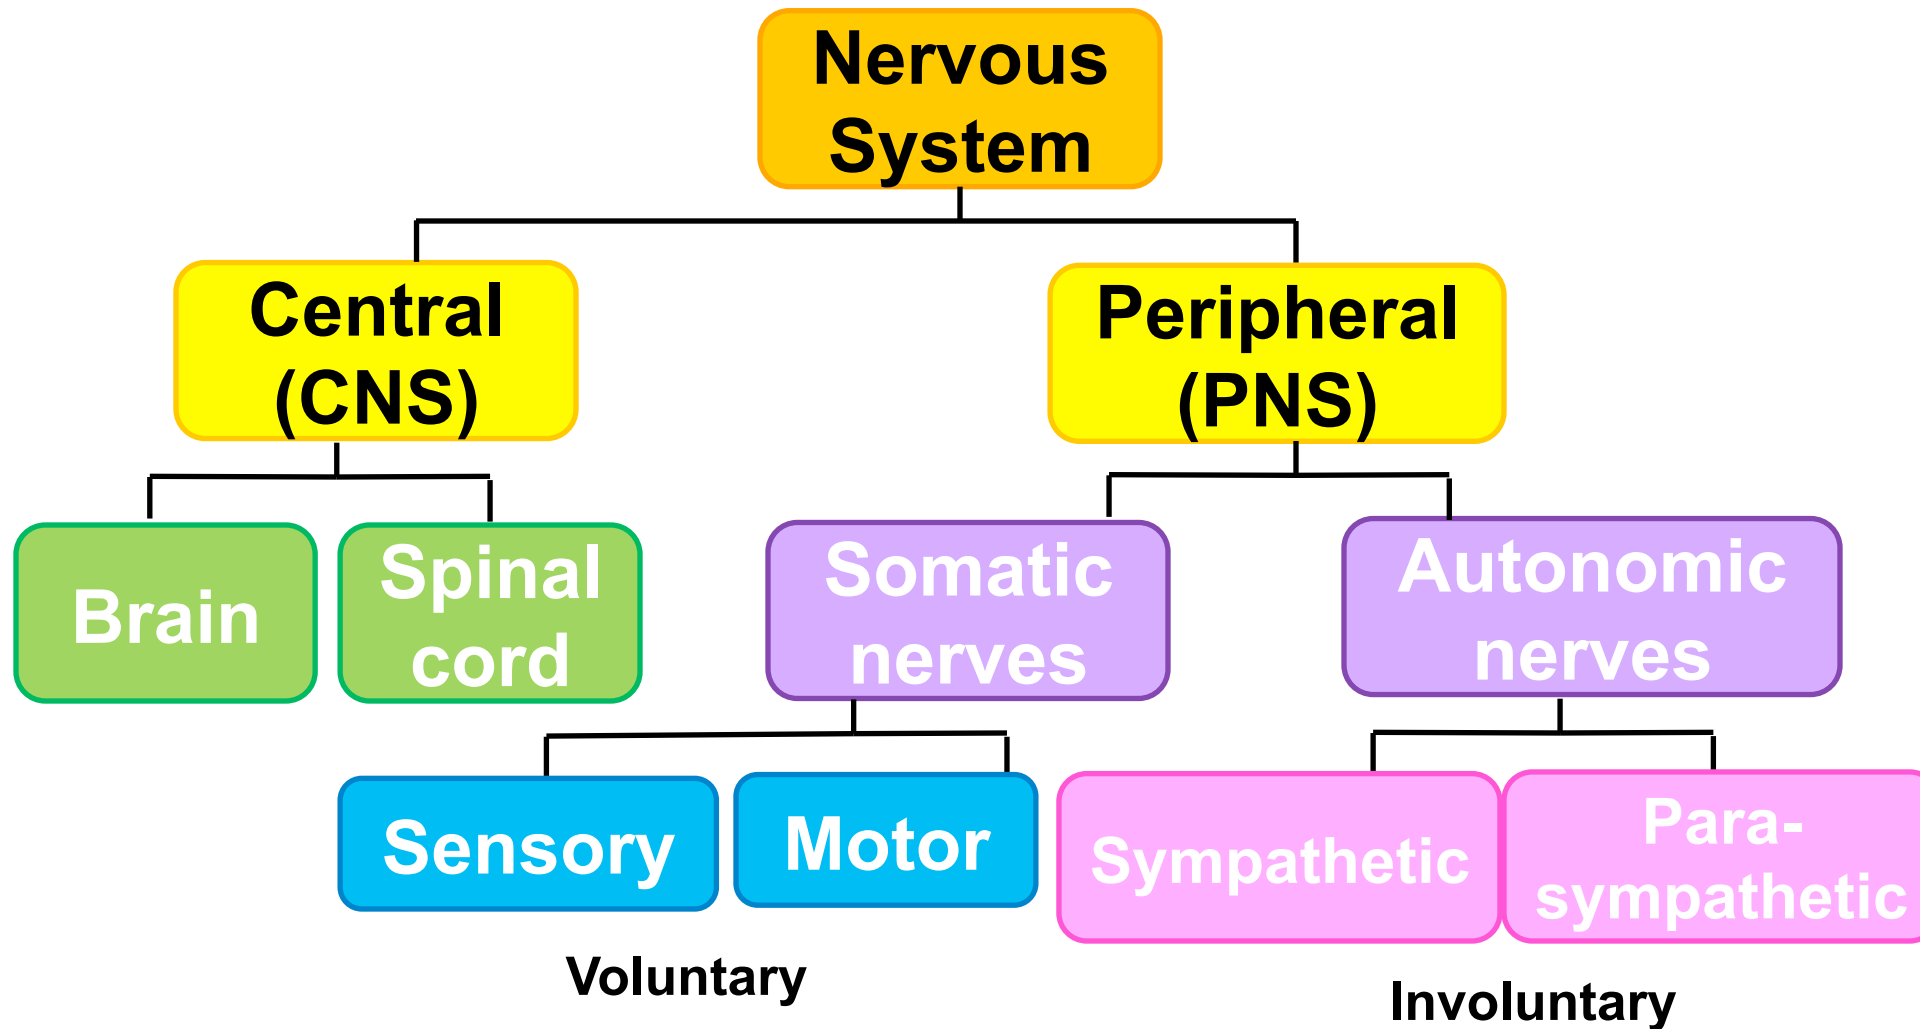 Nervous
System
Central
(CNS)
Peripheral
(PNS)
Brain
Spinal
cord
Somatic
nerves
Autonomic
nerves
Sensory
Motor
Sympathetic
Para-
sympathetic
Voluntary
Involuntary